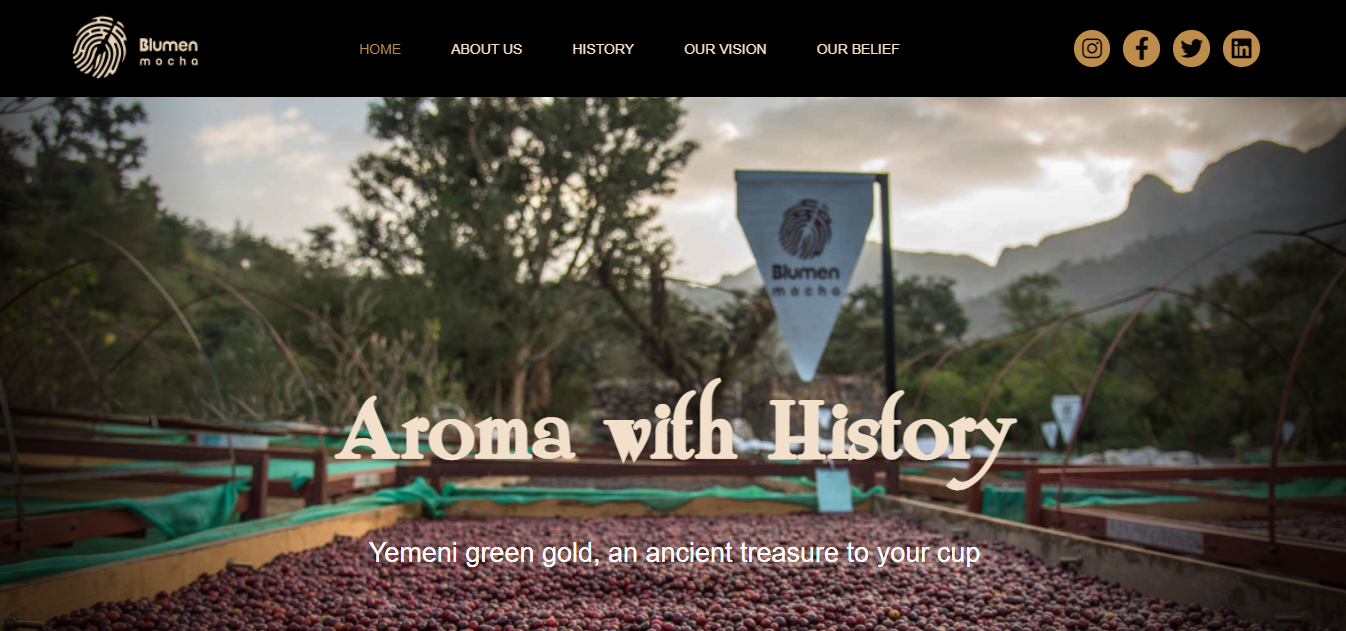 Blumen
mocha
HOME
ABOUT US
HISTORY
OUR VISION
OUR BELIEF
Blumen
mocha
Aroma with History
Yemeni green gold, an ancient treasure to your cup